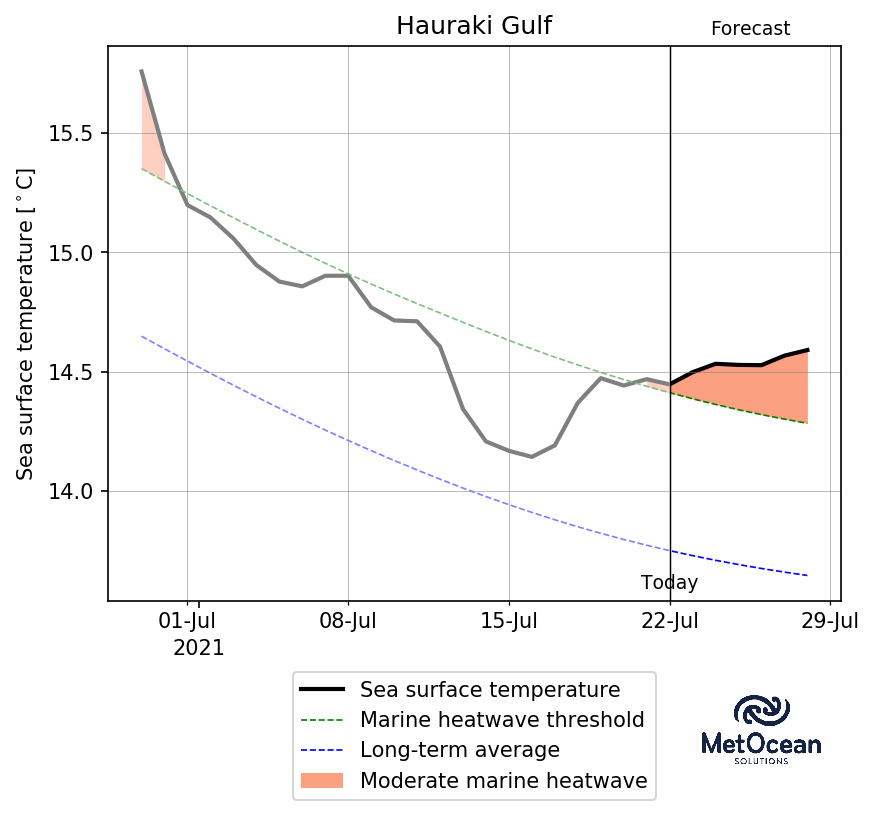 Hauraki Gulf
Forecast
Sea surface temperature [°C]
15.5
15.0
14.5
14.0
Today
01-Jul
08-Jul
15-Jul
22-Jul
29-Jul
2021
Sea surface temperature
Marine heatwave threshold
Long-term average
Moderate marine heatwave
MetOcean
SOLUTIONS